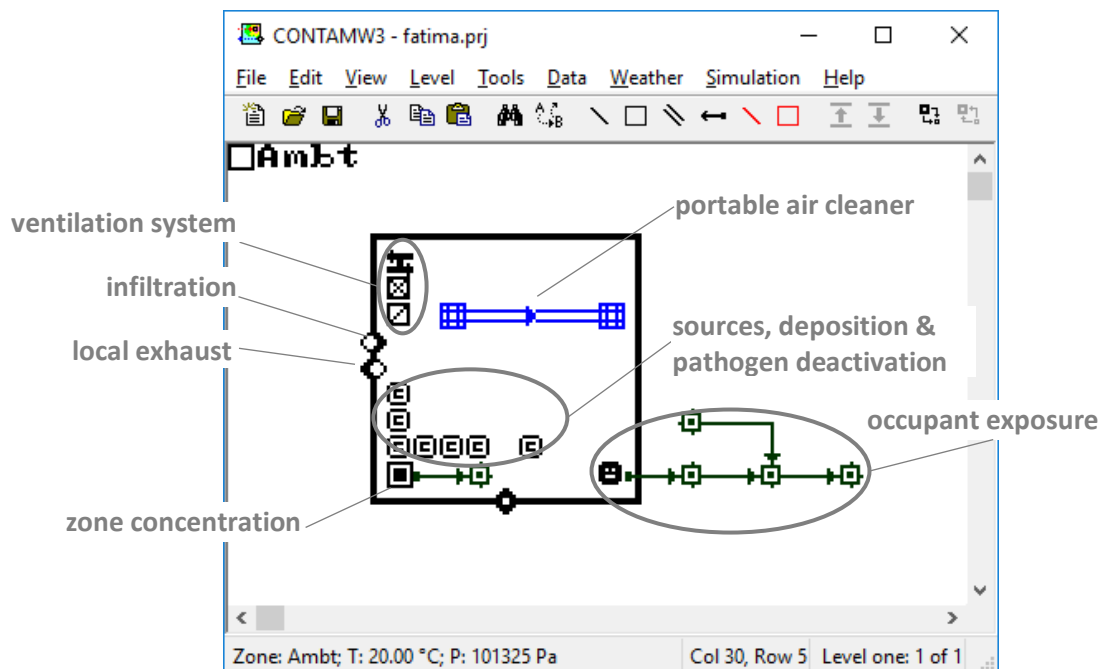 CONTAMW3 - fatima.prj
File Edit View Level Tools Data Weather Simulation Help
Ambt
portable air cleaner
ventilation system
infiltration
sources, deposition &
pathogen deactivation
local exhaust
occupant exposure
zone concentration
Zone: Ambt; T: 20.00 °C; P: 101325 Pa Col 30, Row 5 Level one: 1 of 1